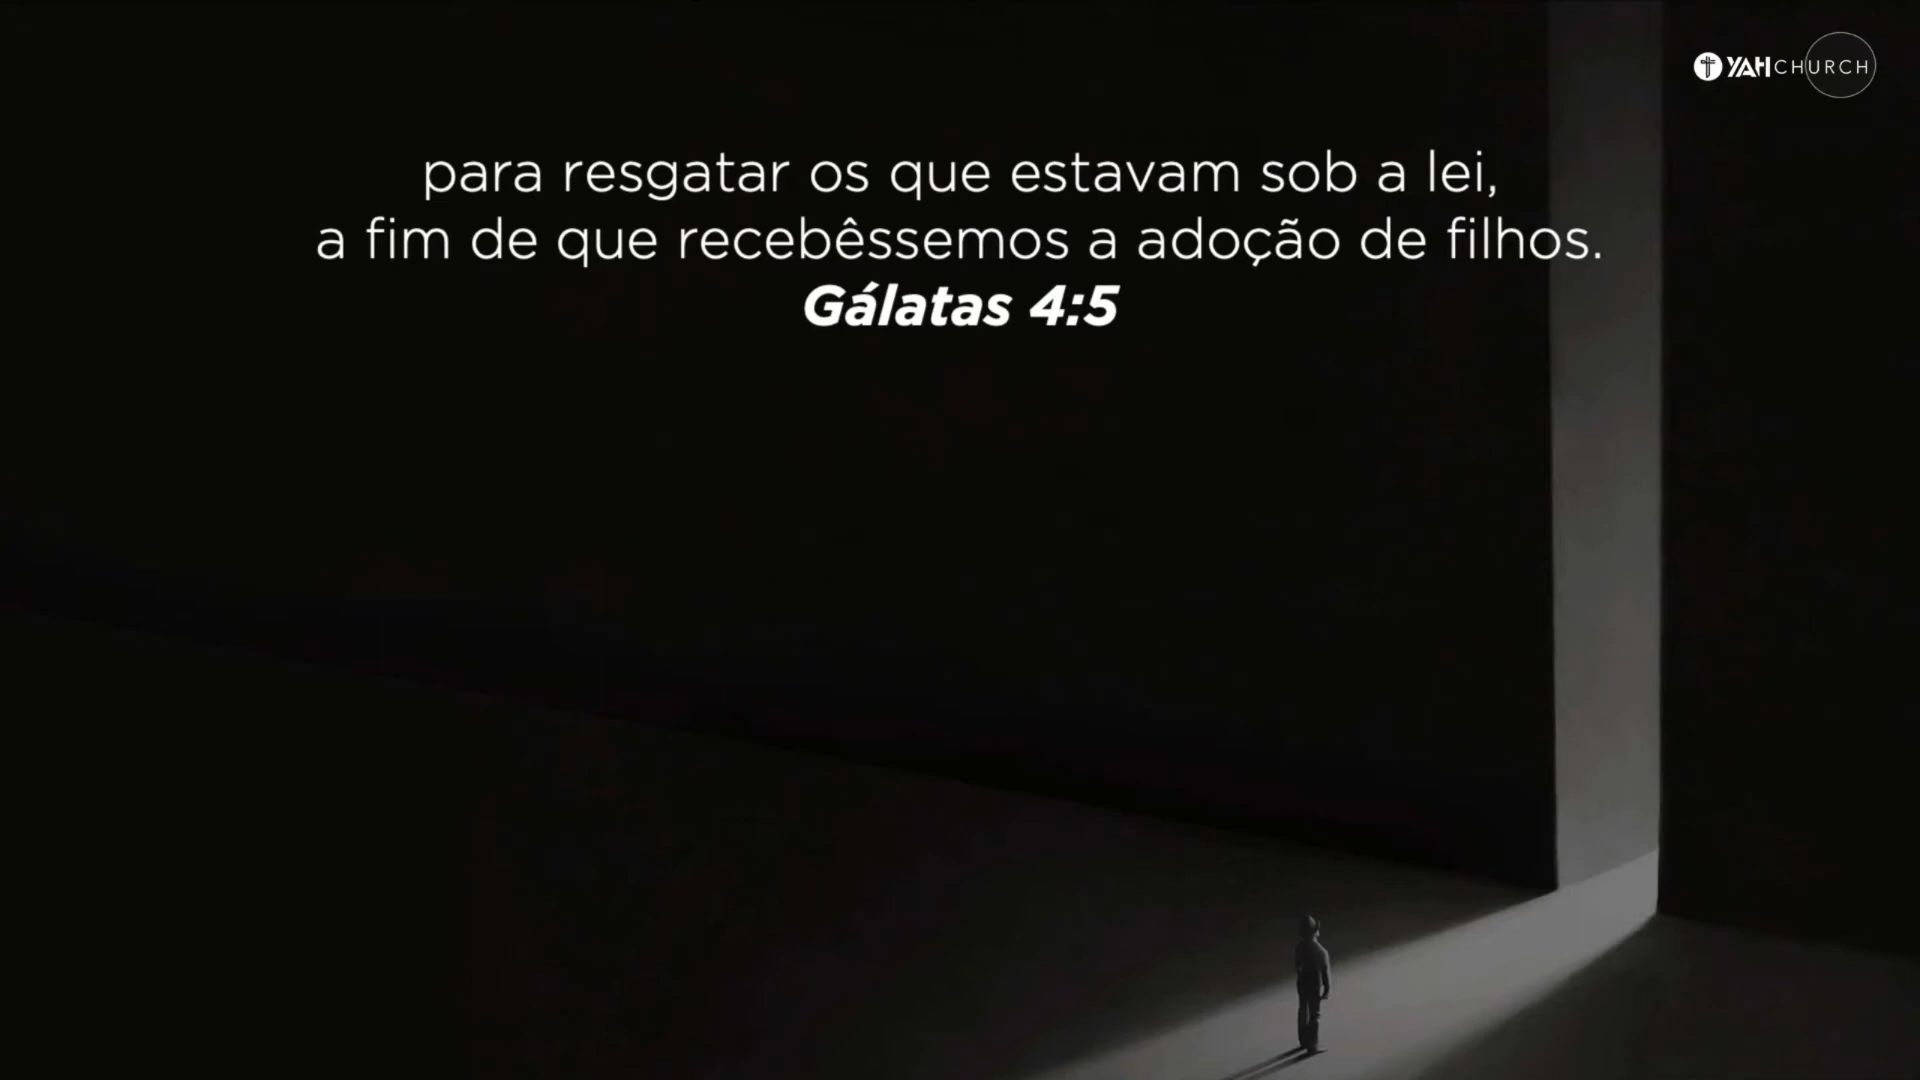 YAH CHURCH
para resgatar os que estavam sob a lei,
a fim de que recebêssemos a adoção de filhos.
Gálatas 4:5